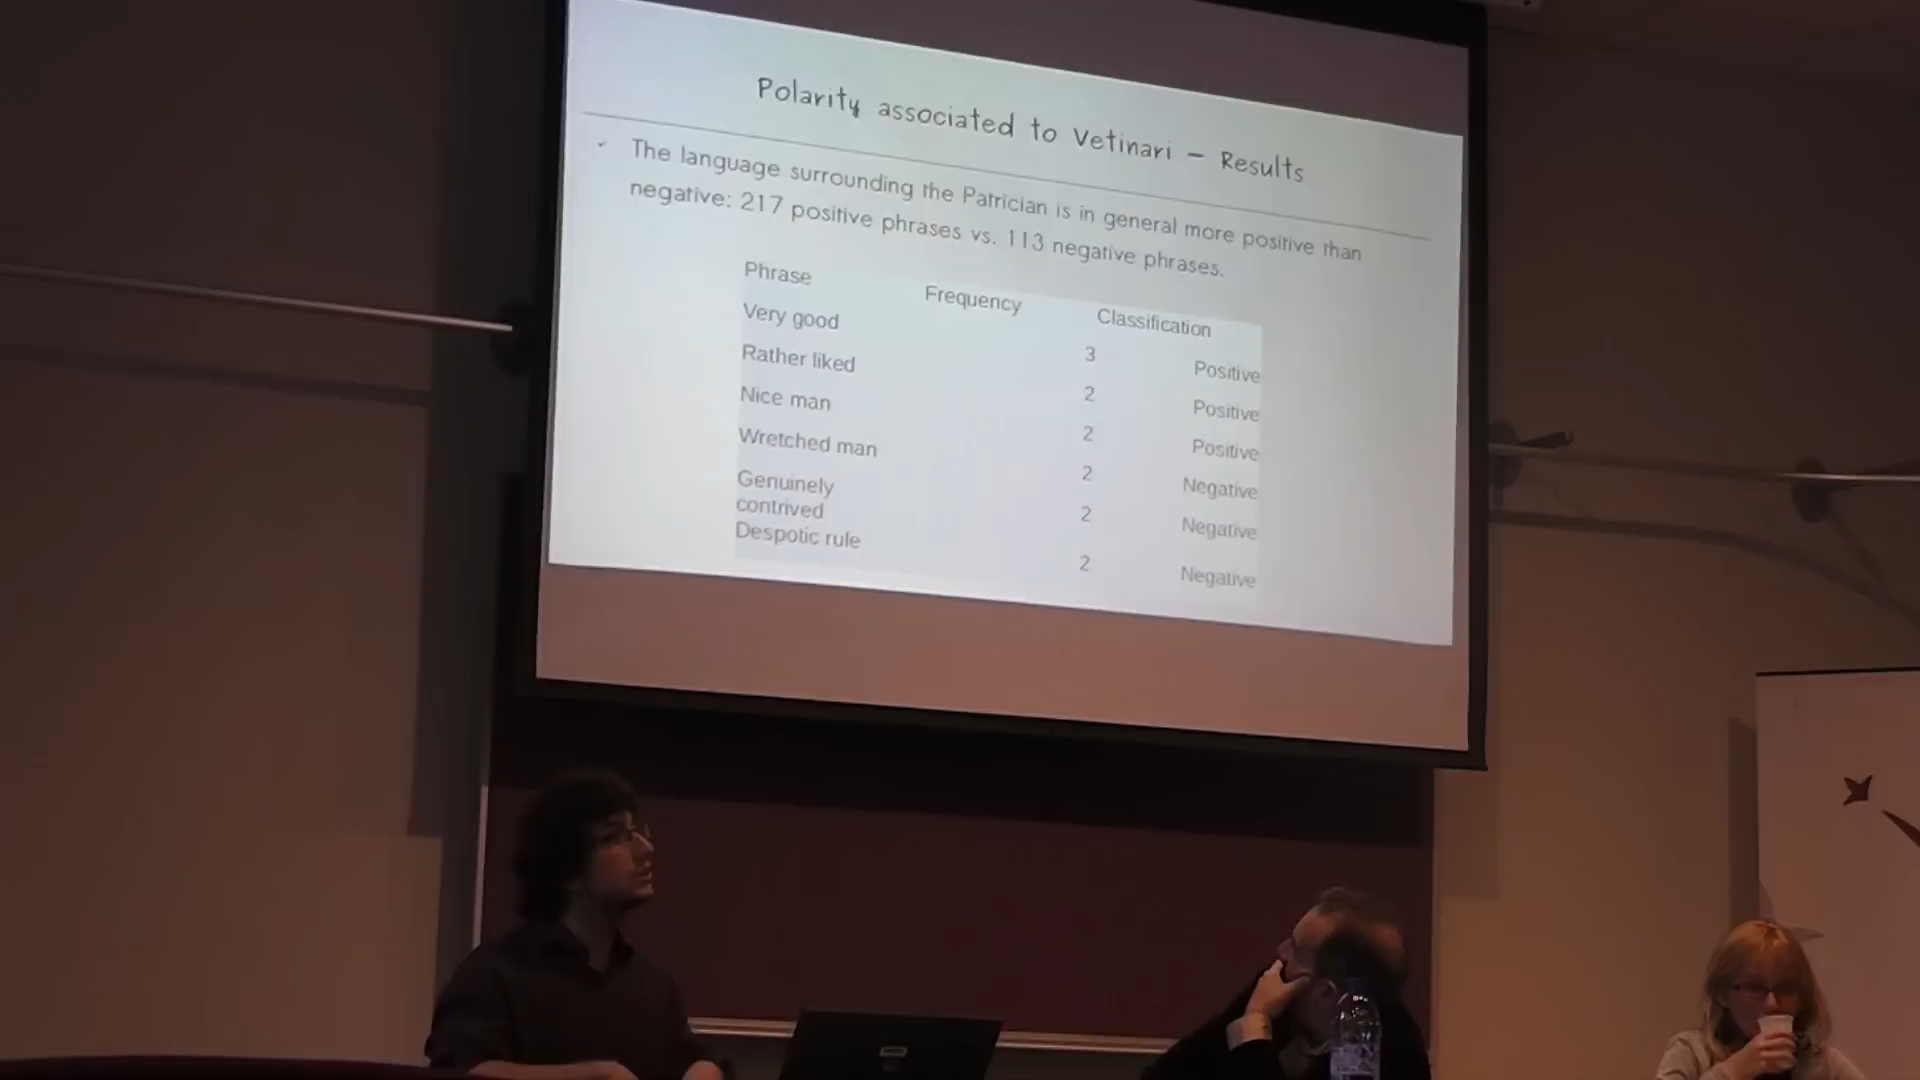 Polarity associated to Vetinari – Results
✓ The language surrounding the Patrician is in general more positive than
negative: 217 positive phrases vs. 113 negative phrases.
Phrase Frequency Classification
Very good 3 Positive
Rather liked 2 Positive
Nice man 2 Positive
Wretched man 2 Negative
Genuinely
contrived 2 Negative
Despotic rule 2 Negative